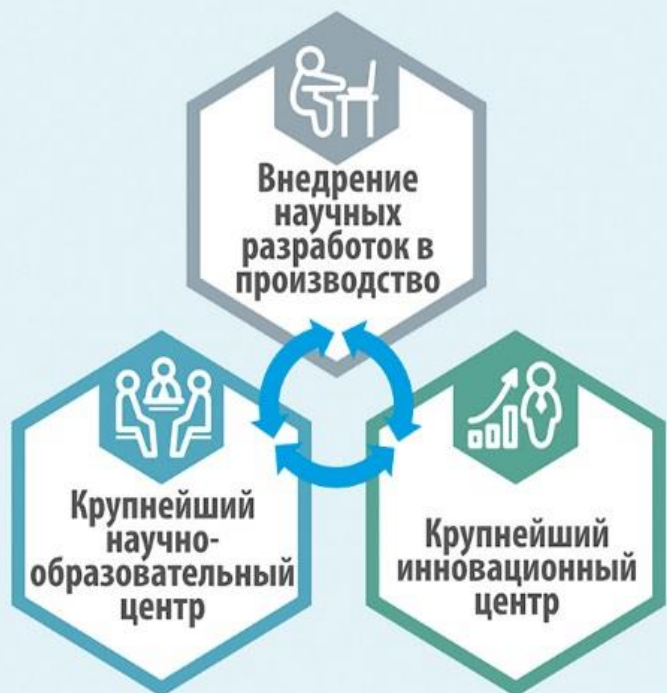 Внедрение
научных
разработок в
производство
Крупнейший
научно-
образовательный
центр
Крупнейший
инновационный
центр